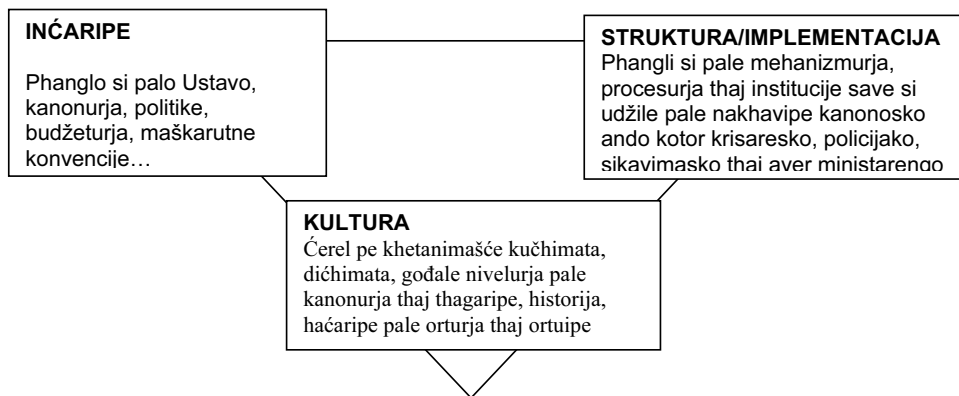 INĆARIPE
Phanglo si palo Ustavo,
kanonurja, politike,
budžeturja, maškarutne
konvencije…
STRUKTURA/IMPLEMENTACIJA
Phangli si pale mehanizmurja,
procesurja thaj institucije save si
udžile pale nakhavipe kanonosko
ando kotor krisaresko, policijako,
sikavimasko thaj aver ministarengo
KULTURA
Ćerel pe khetanimašće kučhimata,
dićhimata, gođale nivelurja pale
kanonurja thaj thagaripe, historija,
haćaripe pale orturja thaj ortuipe